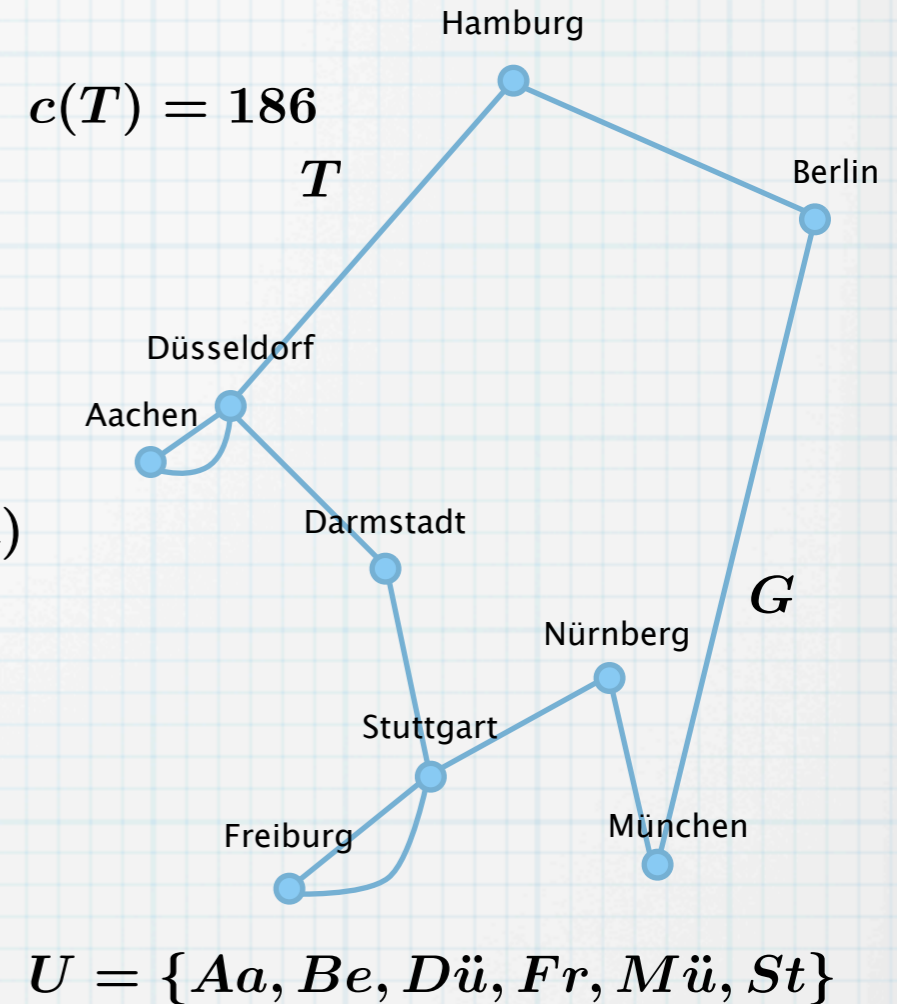 Hamburg
c(T) = 186
T
Berlin
Düsseldorf
Aachen
)
Darmstadt
G
Nürnberg
Stuttgart
München
Freiburg
U = {Aa, Be, Dü, Fr, Mü, St}